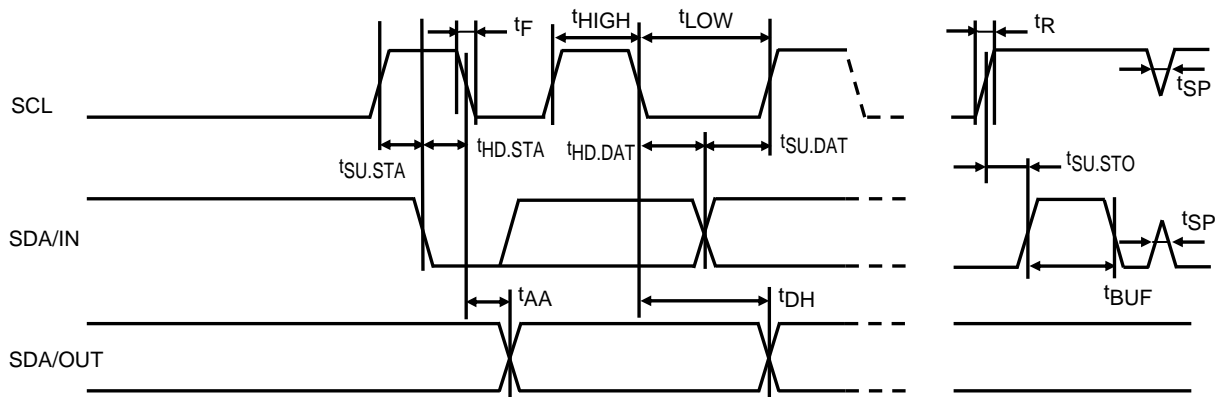 tF
tHIGH
tLOW
tR
SCL
tSP
tSU.STA
tHD.STA
tHD.DAT
tSU.DAT
tSU.STO
SDA/IN
tSP
tAA
tDH
tBUF
SDA/OUT